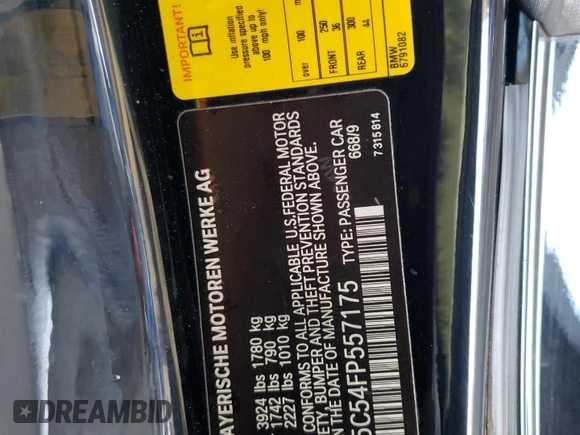 IMPORTANT!
Use inflation
pressure specified
above up to
100 mph only!
over 100
250
FRONT 36
300
REAR 44
BMW
6791082
BAYERISCHE MOTOREN WERKE AG
3924 lbs 1780 kg
1742 lbs 790 kg
2227 lbs 1010 kg
CONFORMS TO ALL APPLICABLE U.S.FEDERAL MOTOR
SAFETY, BUMPER AND THEFT PREVENTION STANDARDS
ON THE DATE OF MANUFACTURE SHOWN ABOVE.
5C54FP557175 TYPE: PASSENGER CAR
668/9
7315814
DREAMBID
DREAMBID